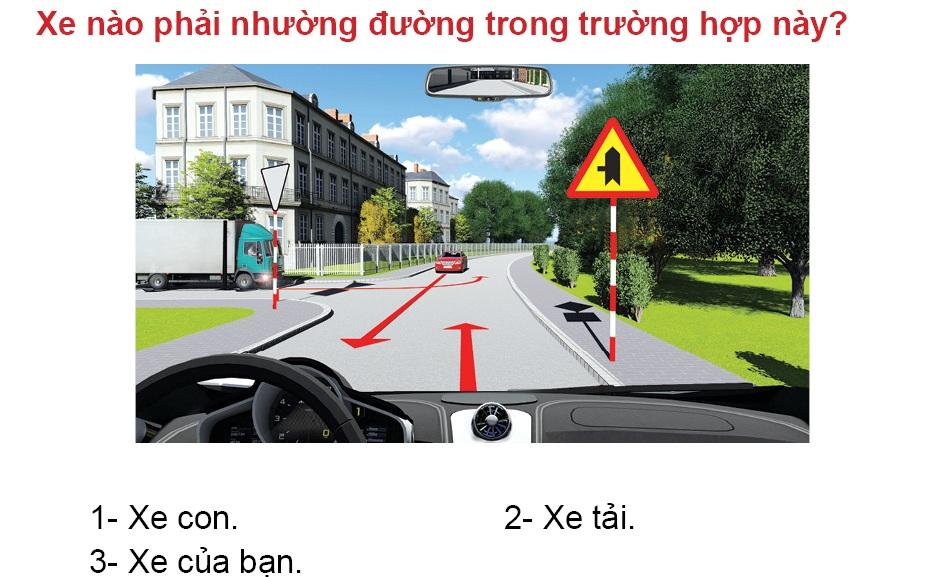 Xe nào phải nhường đường trong trường hợp này?
1- Xe con.
2- Xe tải.
3- Xe của bạn.